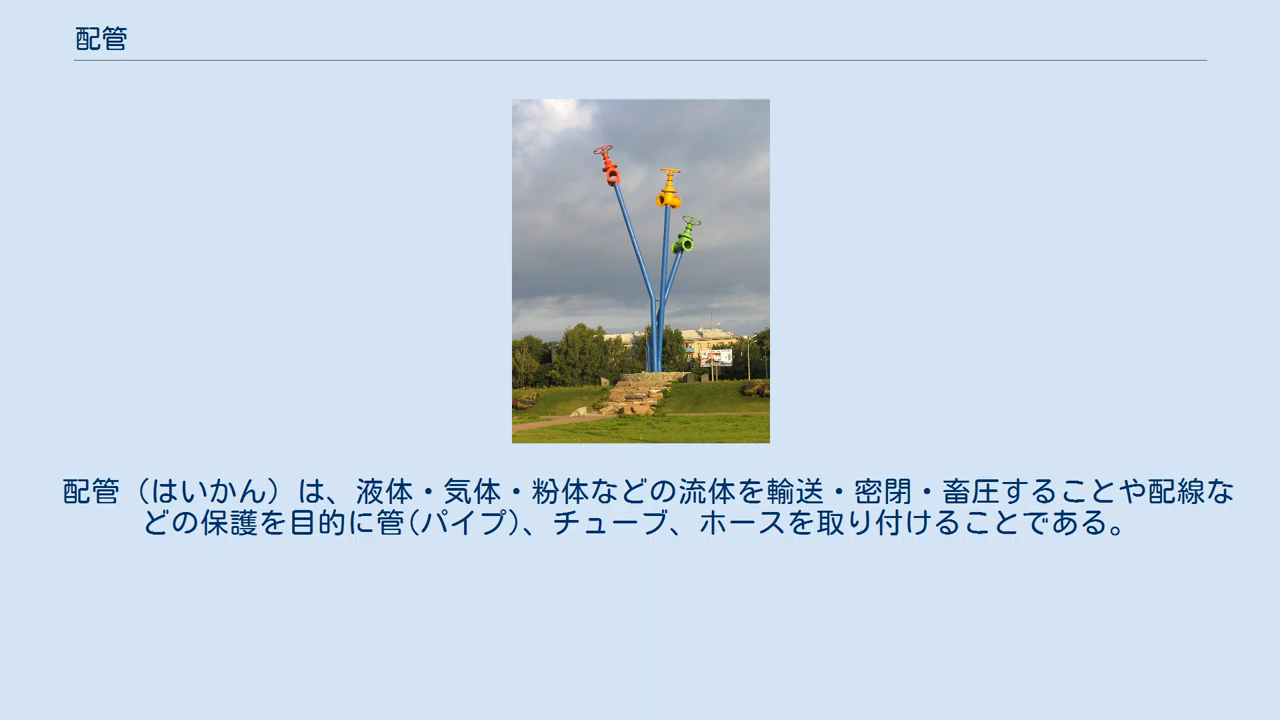 配管
配管（はいかん）は、液体・気体・粉体などの流体を輸送・密閉・畜圧することや配線な
どの保護を目的に管(パイプ)、チューブ、ホースを取り付けることである。